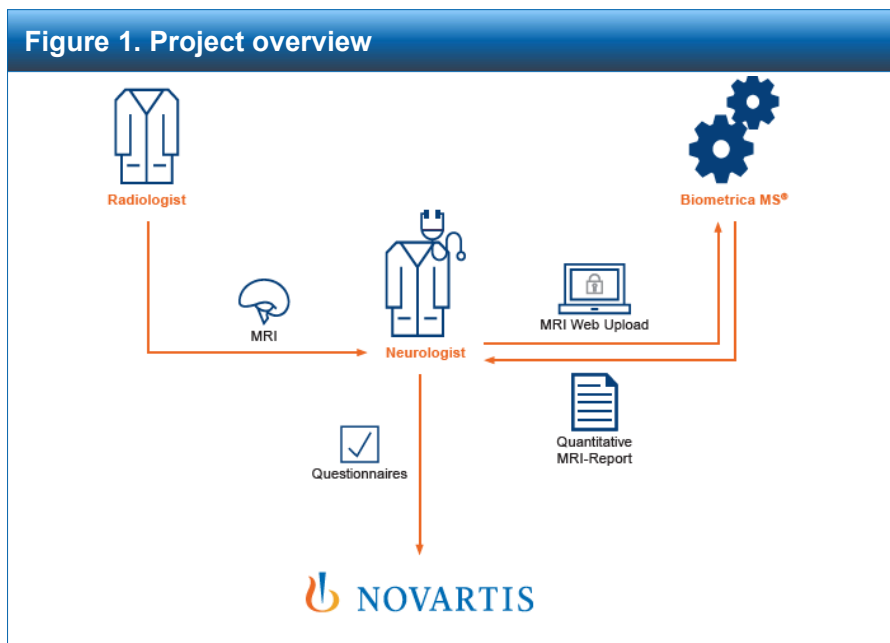 Figure 1. Project overview
Radiologist
Biometrica MS®
MRI
MRI Web Upload
Neurologist
Quantitative
MRI-Report
Questionnaires
NOVARTIS